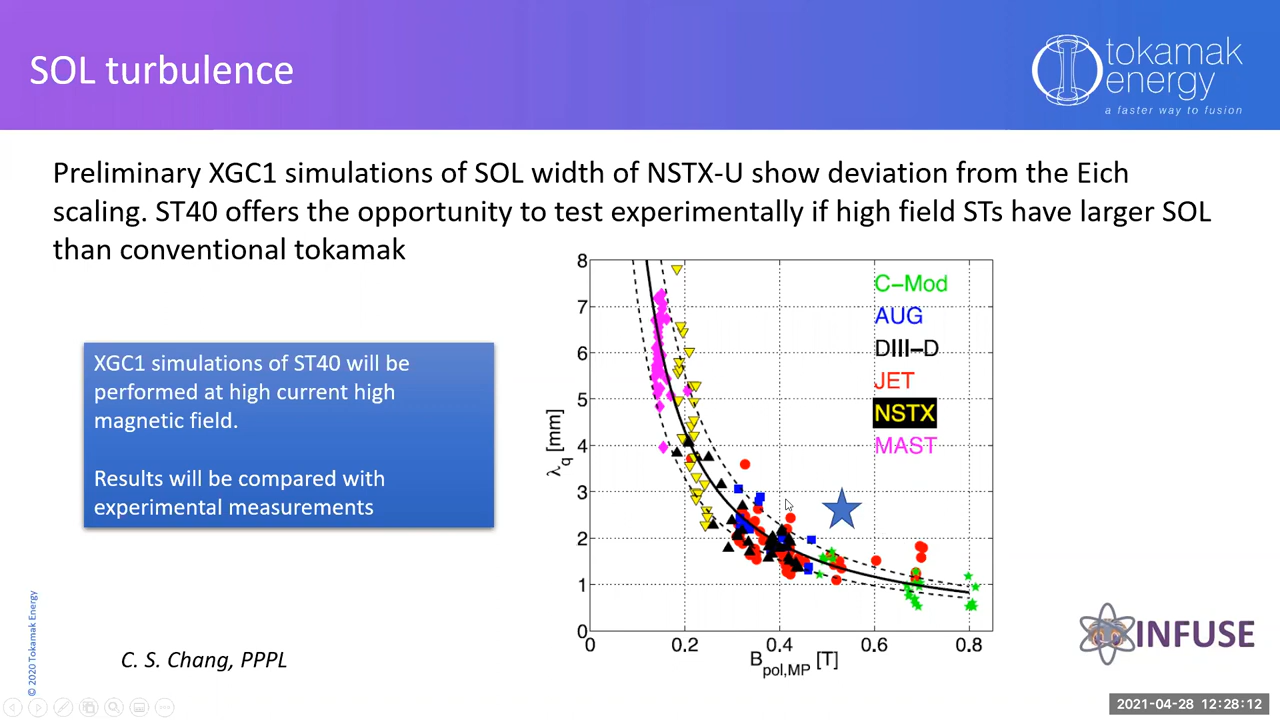 SOL turbulence
tokamak
energy
a faster way to fusion
Preliminary XGC1 simulations of SOL width of NSTX-U show deviation from the Eich
scaling. ST40 offers the opportunity to test experimentally if high field STs have larger SOL
than conventional tokamak
XGC1 simulations of ST40 will be
performed at high current high
magnetic field.
Results will be compared with
experimental measurements
8
7
6
5
4
3
2
1
0
λq [mm]
C-Mod
AUG
DIII-D
JET
NSTX
MAST
0
0.2
0.4
0.6
0.8
Bpol,MP [T]
INFUSE
C. S. Chang, PPPL
© 2020 Tokamak Energy
2021-04-28 12:28:12